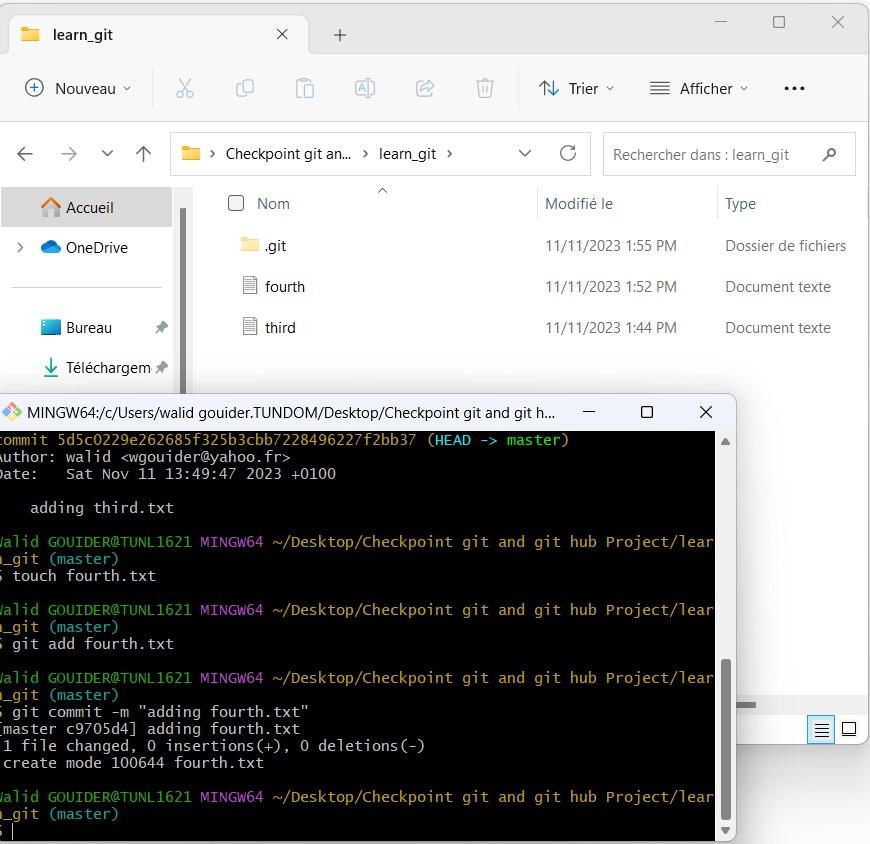 learn_git
Nouveau
Trier
Afficher
Checkpoint git an... > learn_git >
Rechercher dans : learn_git
Accueil
OneDrive
Bureau
Téléchargem
Nom Modifié le Type
.git 11/11/2023 1:55 PM Dossier de fichiers
fourth 11/11/2023 1:52 PM Document texte
third 11/11/2023 1:44 PM Document texte
MINGW64:/c/Users/walid gouider.TUNDOM/Desktop/Checkpoint git and git h...
commit 5d5c0229e262685f325b3cbb7228496227f2bb37 (HEAD -> master)
Author: walid <wgouider@yahoo.fr>
Date:   Sat Nov 11 13:49:47 2023 +0100
adding third.txt
Walid GOUIDER@TUNL1621 MINGW64 ~/Desktop/Checkpoint git and git hub Project/lear
n_git (master)
$ touch fourth.txt
Walid GOUIDER@TUNL1621 MINGW64 ~/Desktop/Checkpoint git and git hub Project/lear
n_git (master)
$ git add fourth.txt
Walid GOUIDER@TUNL1621 MINGW64 ~/Desktop/Checkpoint git and git hub Project/lear
n_git (master)
$ git commit -m "adding fourth.txt"
[master c9705d4] adding fourth.txt
1 file changed, 0 insertions(+), 0 deletions(-)
create mode 100644 fourth.txt
Walid GOUIDER@TUNL1621 MINGW64 ~/Desktop/Checkpoint git and git hub Project/lear
n_git (master)
$